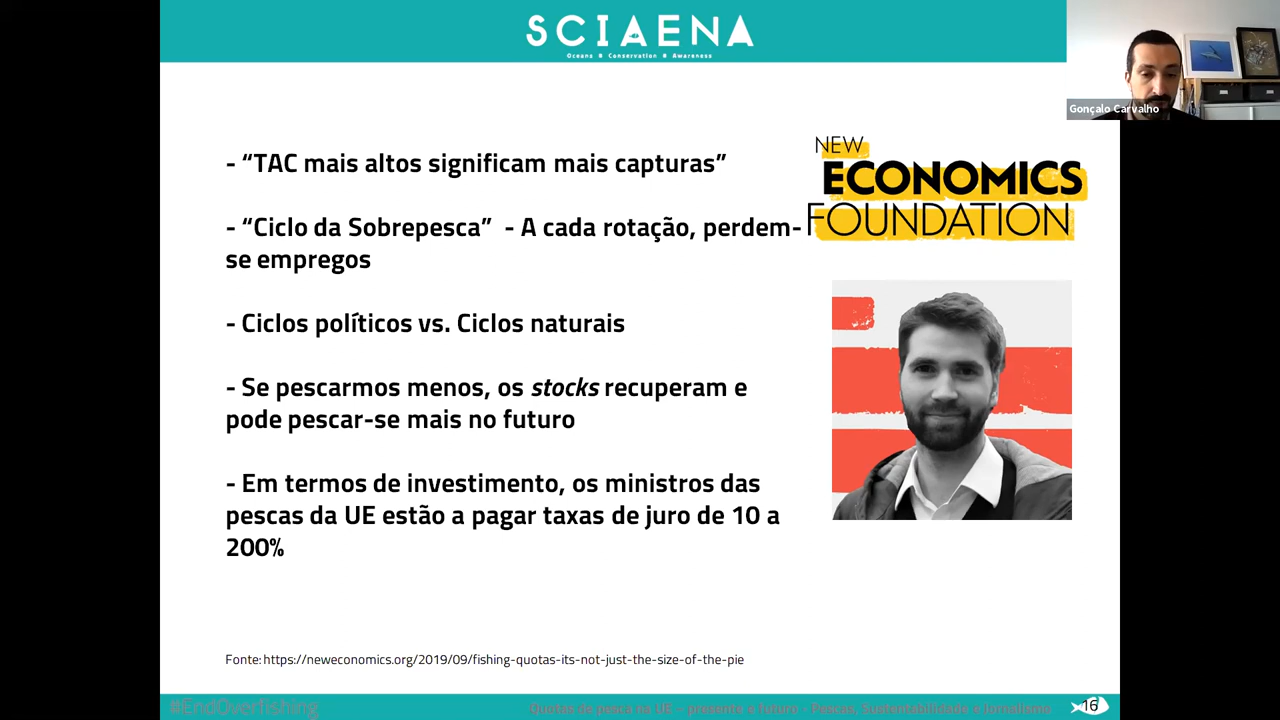 SCIAENA
Oceans # Conservation # Awareness
Gonçalo Carvalho
- “TAC mais altos significam mais capturas”
- “Ciclo da Sobrepesca” - A cada rotação, perdem-
se empregos
- Ciclos políticos vs. Ciclos naturais
- Se pescarmos menos, os stocks recuperam e
pode pescar-se mais no futuro
- Em termos de investimento, os ministros das
pescas da UE estão a pagar taxas de juro de 10 a
200%
NEW
ECONOMICS
FOUNDATION
Fonte: https://neweconomics.org/2019/09/fishing-quotas-its-not-just-the-size-of-the-pie
#EndOverfishing
Quotas de pesca na UE – presente e futuro - Pescas, Sustentabilidade e Jornalismo
16